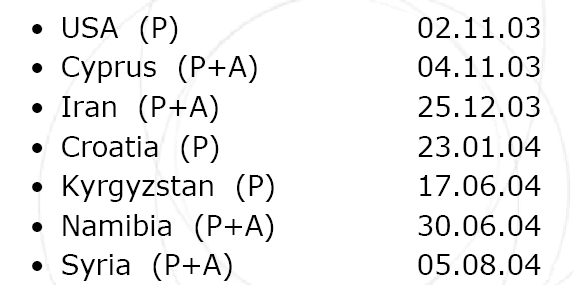 • USA (P) 02.11.03
• Cyprus (P+A) 04.11.03
• Iran (P+A) 25.12.03
• Croatia (P) 23.01.04
• Kyrgyzstan (P) 17.06.04
• Namibia (P+A) 30.06.04
• Syria (P+A) 05.08.04